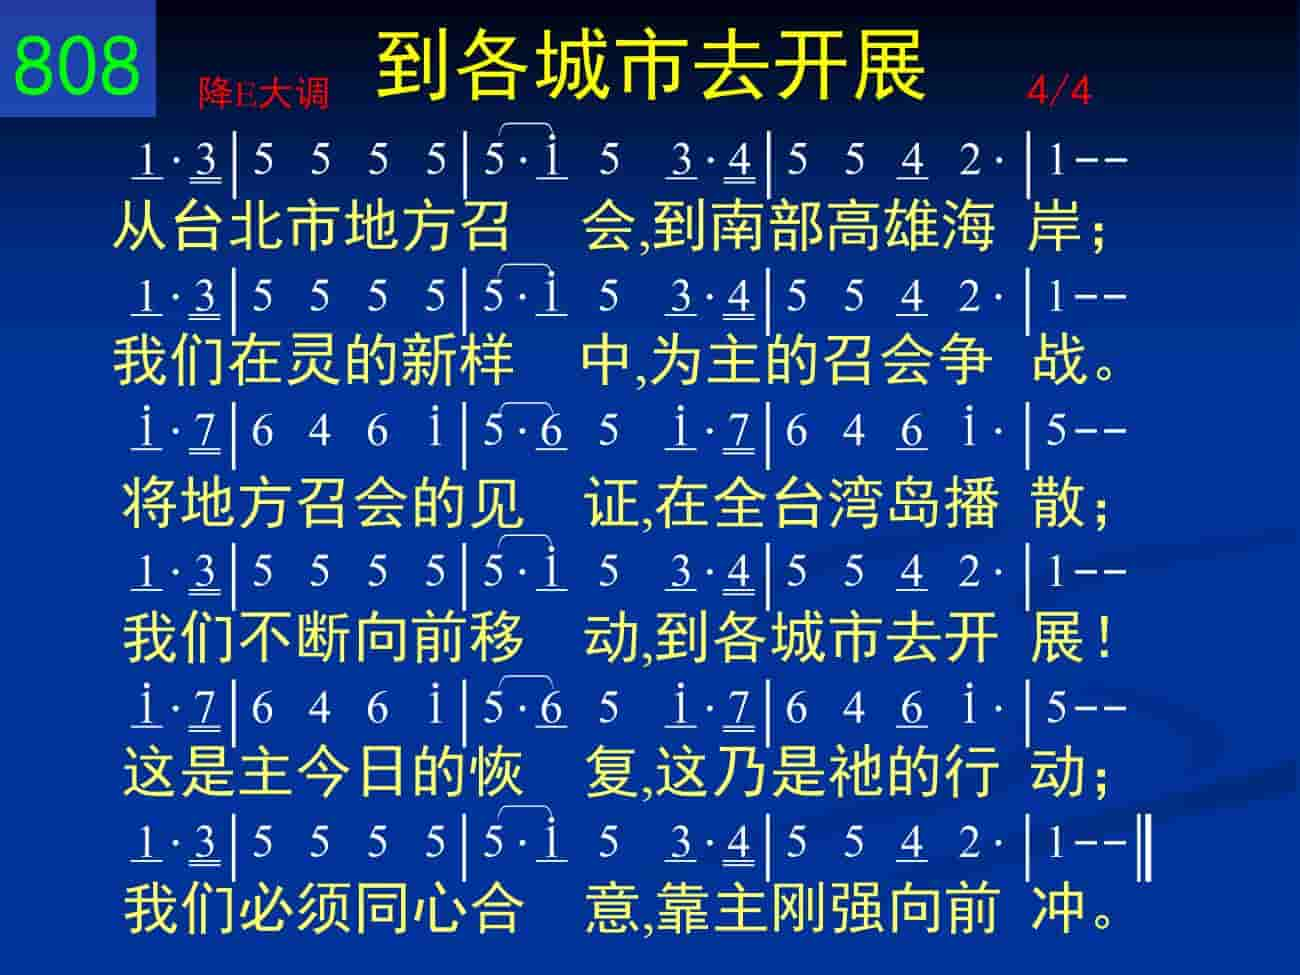 808 降E大调 到各城市去开展 4/4
1·3|5 5 5 5|5·i 5 3·4|5 5 4 2·|1--
从台北市地方召 会,到南部高雄海 岸；
1·3|5 5 5 5|5·i 5 3·4|5 5 4 2·|1--
我们在灵的新样 中,为主的召会争 战。
i·7|6 4 6 i|5·6 5 i·7|6 4 6 i·|5--
将地方召会的见 证,在全台湾岛播 散；
1·3|5 5 5 5|5·i 5 3·4|5 5 4 2·|1--
我们不断向前移 动,到各城市去开 展！
i·7|6 4 6 i|5·6 5 i·7|6 4 6 i·|5--
这是主今日的恢 复,这乃是祂的行 动；
1·3|5 5 5 5|5·i 5 3·4|5 5 4 2·|1--‖
我们必须同心合 意,靠主刚强向前 冲。